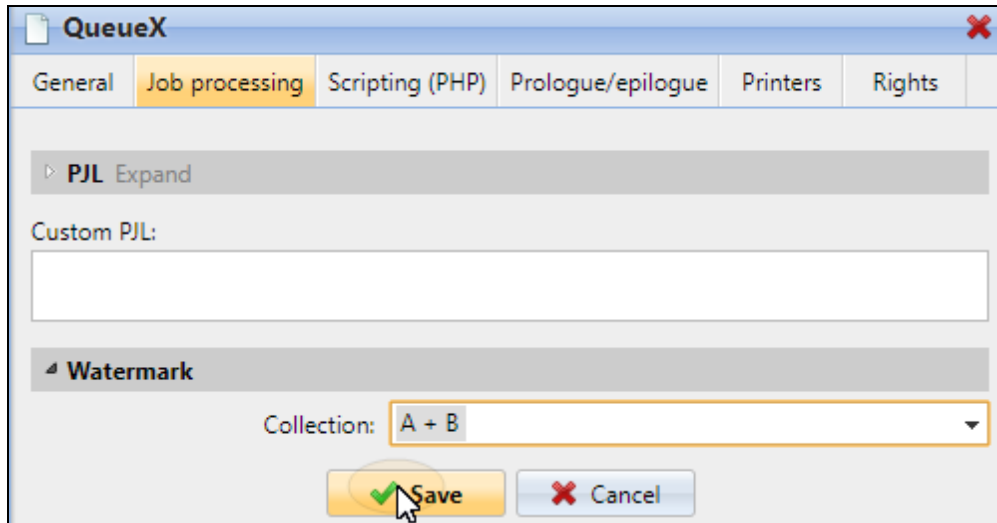 QueueX
General Job processing Scripting (PHP) Prologue/epilogue Printers Rights
PJL Expand
Custom PJL:
Watermark
Collection: A + B
Save Cancel